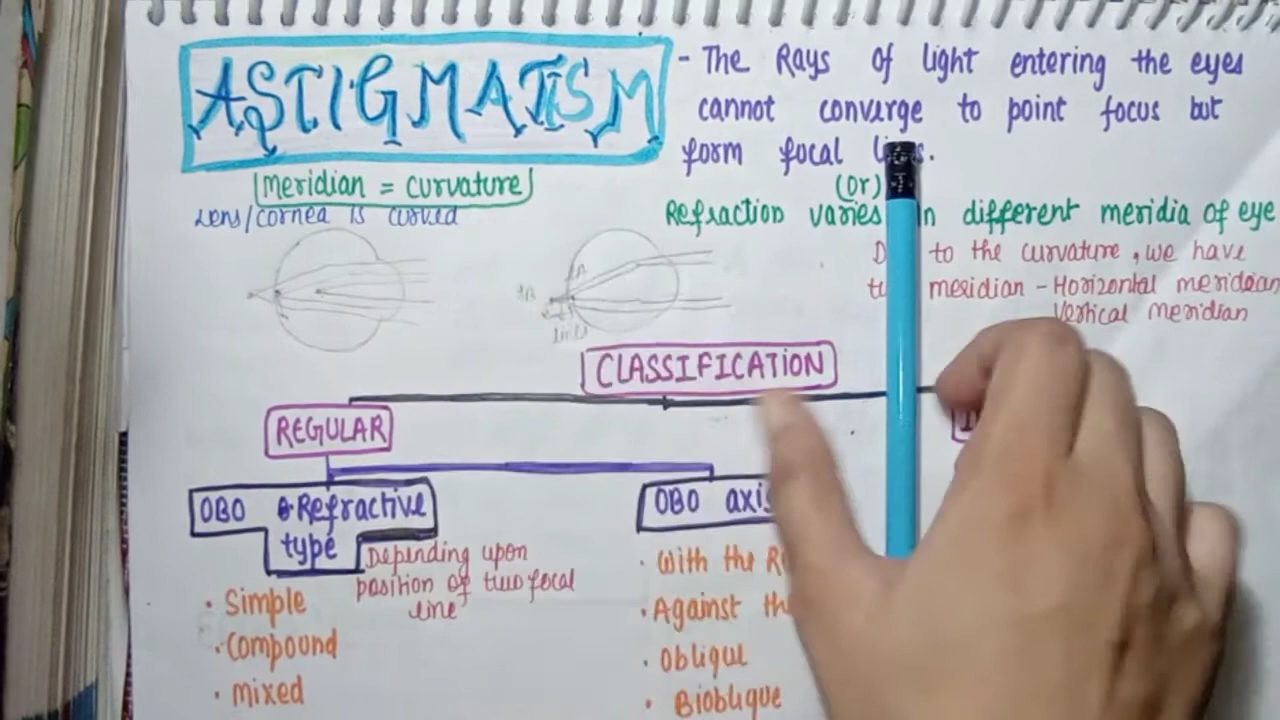 ASTIGMATISM
- The Rays of light entering the eyes
cannot converge to point focus but
form focal
(or)
Meridian = curvature
Lens/cornea is curved
Refraction varies in different meridia of eye
to the curvature, we have
meridian - Horizontal meridian
Vertical meridian
CLASSIFICATION
REGULAR
OBO Refractive
type
Depending upon
position of two focal
line
• Simple
• Compound
• mixed
OBO axis
• With the
• Against
• Oblique
• Bioblique